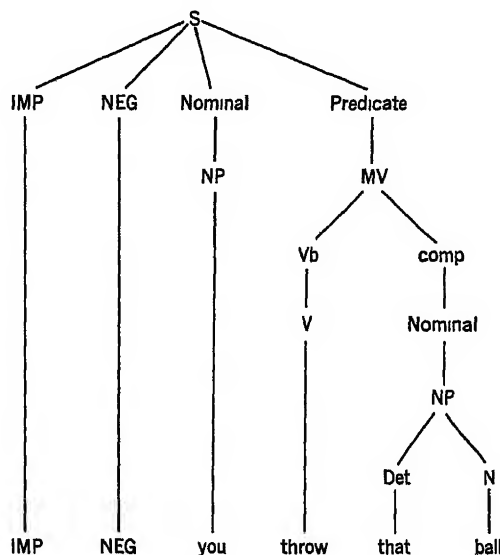 S
IMP NEG Nominal Predicate
NP MV
Vb comp
V Nominal
NP
Det N
IMP NEG you throw that ball